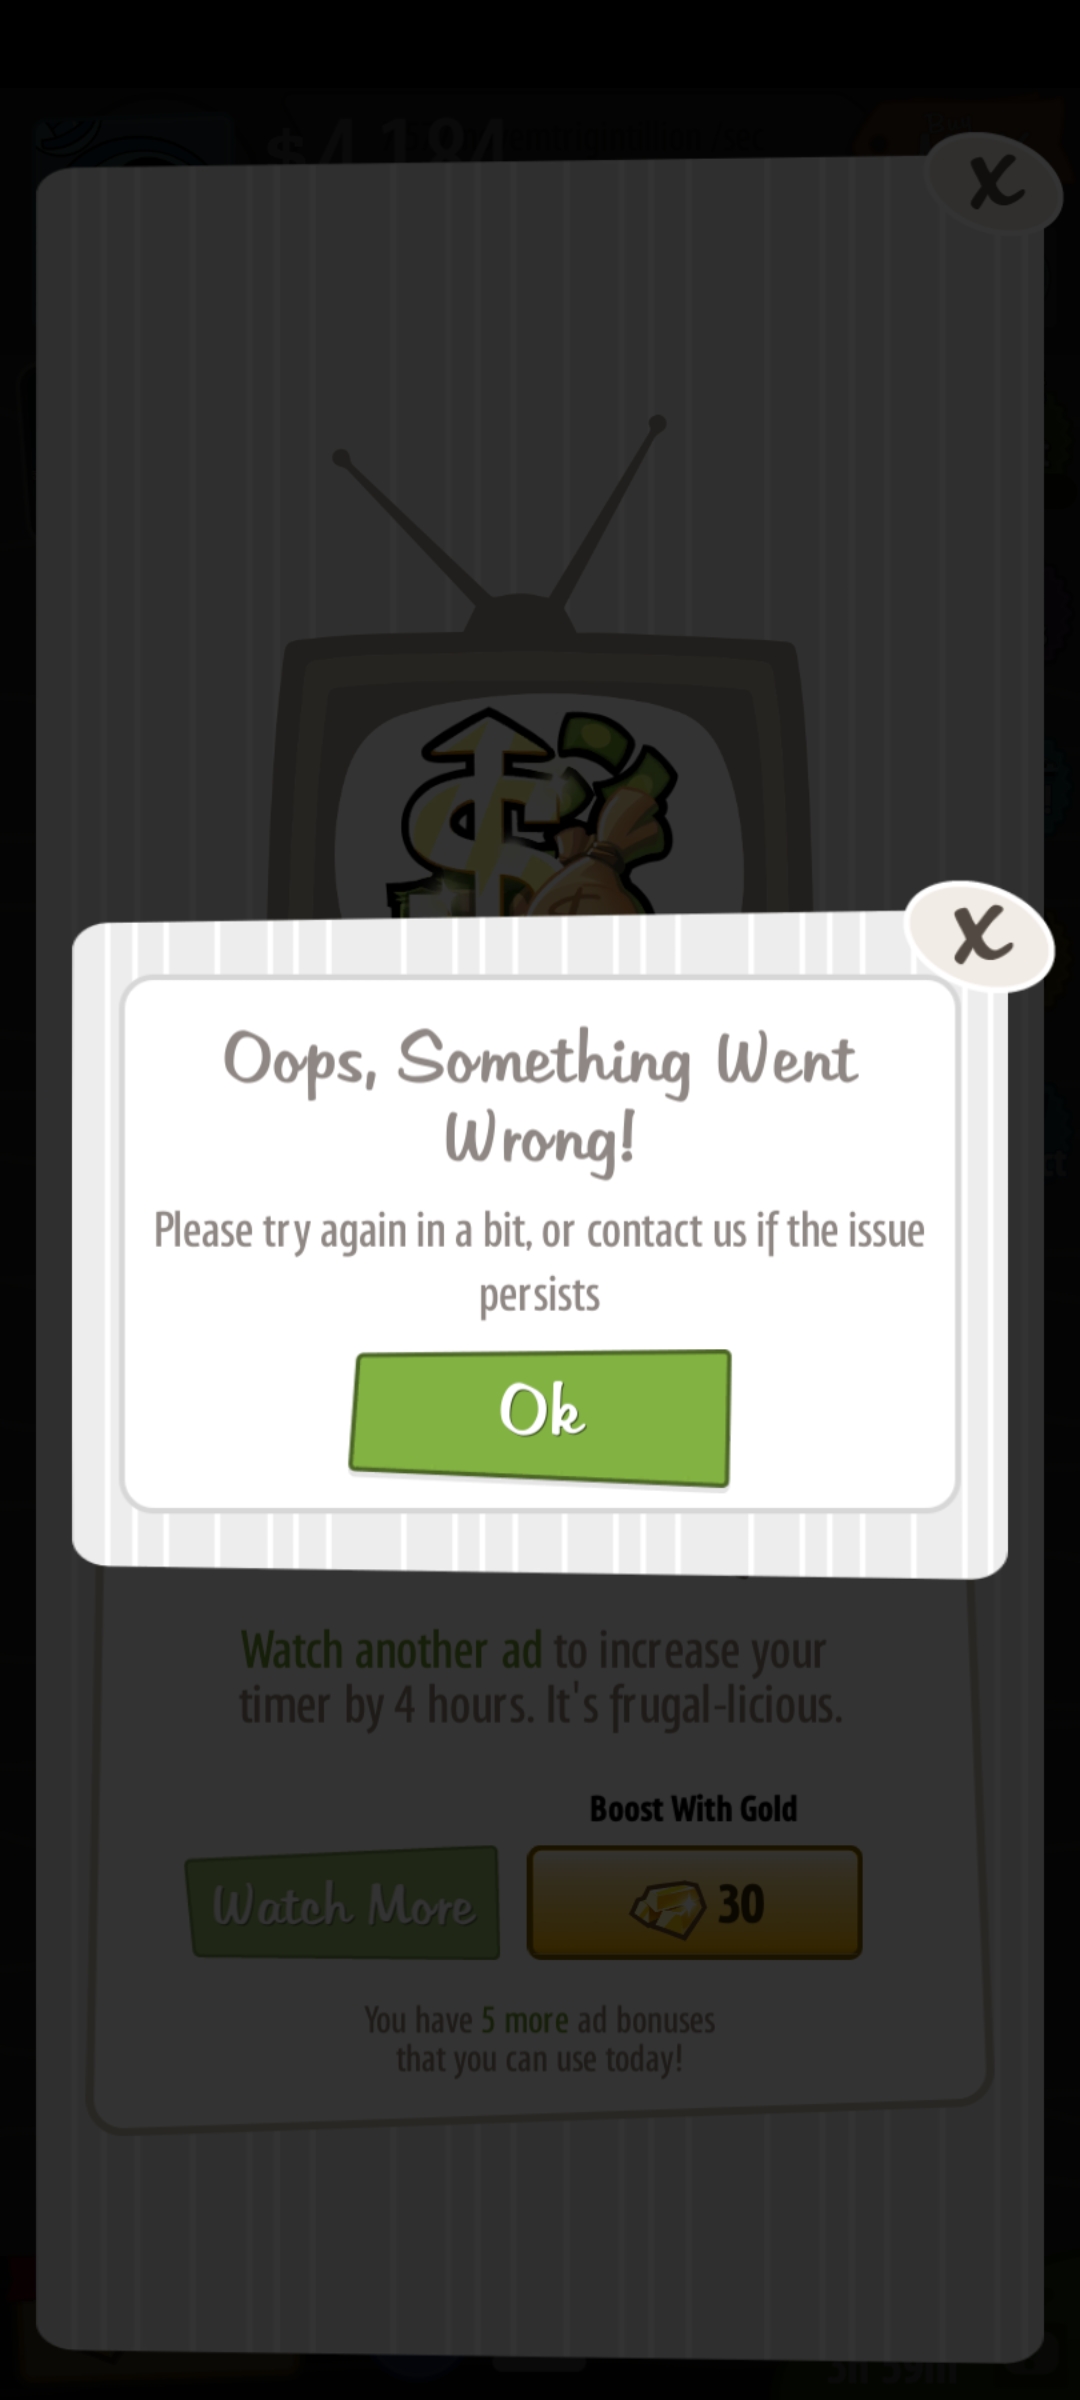 $4.184
X
X
Oops, Something Went
Wrong!
Please try again in a bit, or contact us if the issue
persists
Ok
Watch another ad to increase your
timer by 4 hours. It's frugal-licious.
Boost With Gold
Watch More
30
You have 5 more ad bonuses
that you can use today!